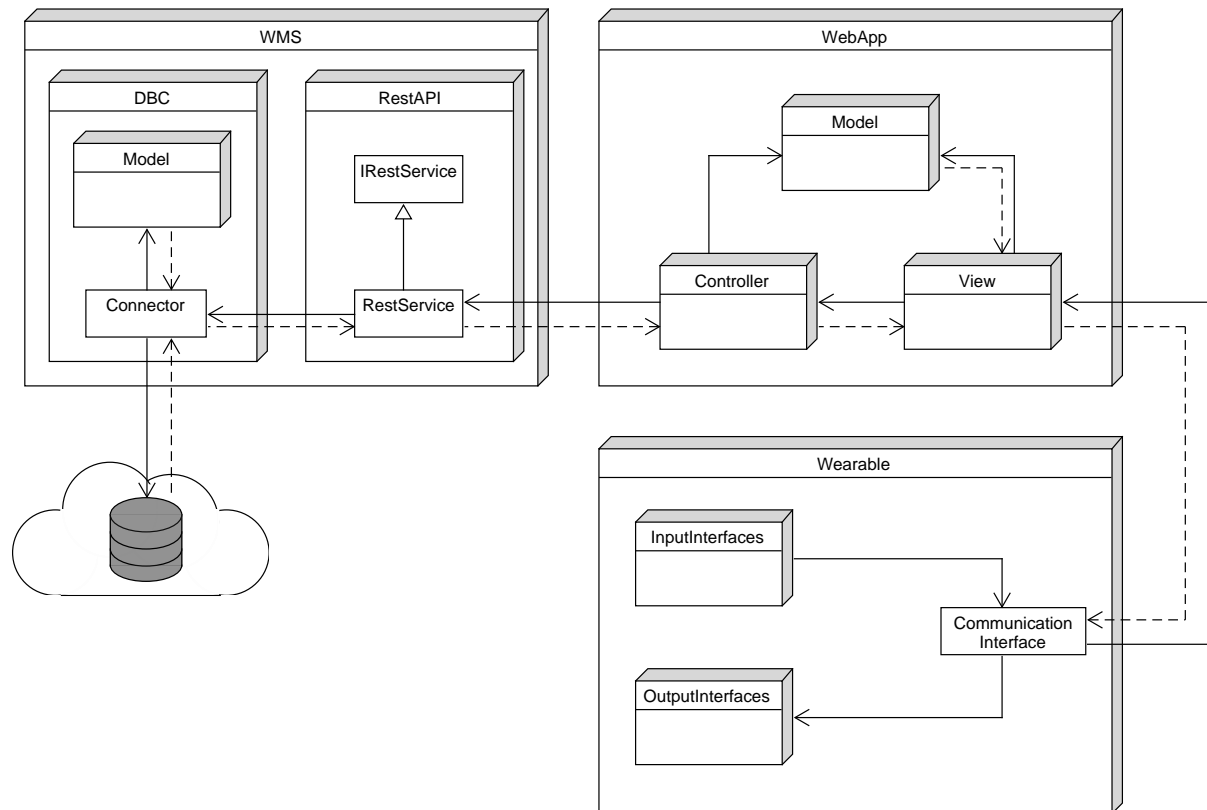 WMS
WebApp
DBC
RestAPI
Model
Model
IRestService
Controller
View
Connector
RestService
Wearable
InputInterfaces
Communication
Interface
OutputInterfaces